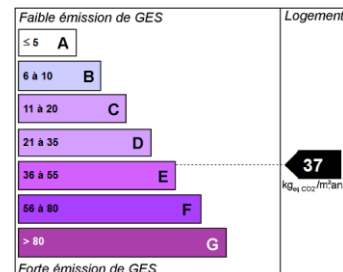 Faible émission de GES
Logement
≤ 5 A
6 à 10 B
11 à 20 C
21 à 35 D
36 à 55 E
37
kgeq CO2/m².an
56 à 80 F
> 80 G
Forte émission de GES